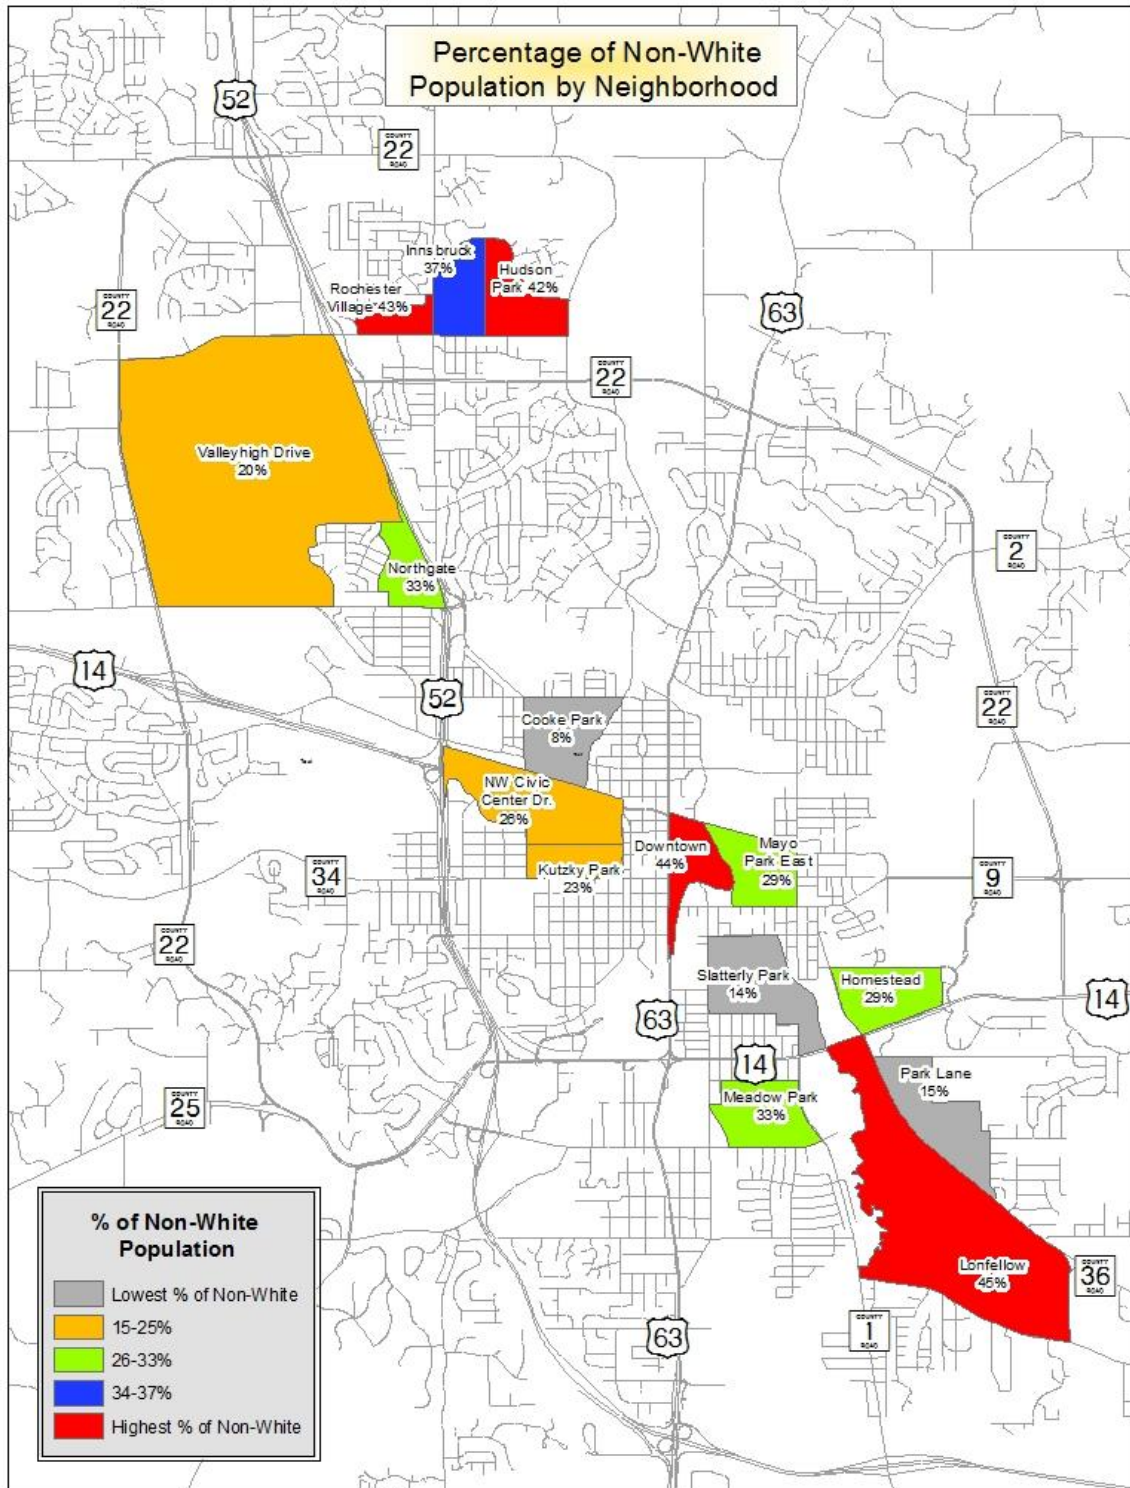 Percentage of Non-White
Population by Neighborhood
52
COUNTY
22
ROAD
Innsbruck
37%
Hudson
Park 42%
Rochester
Village 43%
COUNTY
22
ROAD
63
COUNTY
22
ROAD
Valleyhigh Drive
20%
COUNTY
2
ROAD
Northgate
33%
14
52
COUNTY
22
ROAD
Cooke Park
8%
NW Civic
Center Dr.
26%
Downtown
44%
Mayo
Park East
29%
Kutzky Park
23%
COUNTY
34
ROAD
COUNTY
9
ROAD
COUNTY
22
ROAD
Slatterly Park
14%
Homestead
29%
14
63
14
Park Lane
15%
Meadow Park
33%
COUNTY
25
ROAD
Lonfellow
45%
COUNTY
36
ROAD
COUNTY
1
ROAD
63
% of Non-White
Population
Lowest % of Non-White
15-25%
26-33%
34-37%
Highest % of Non-White